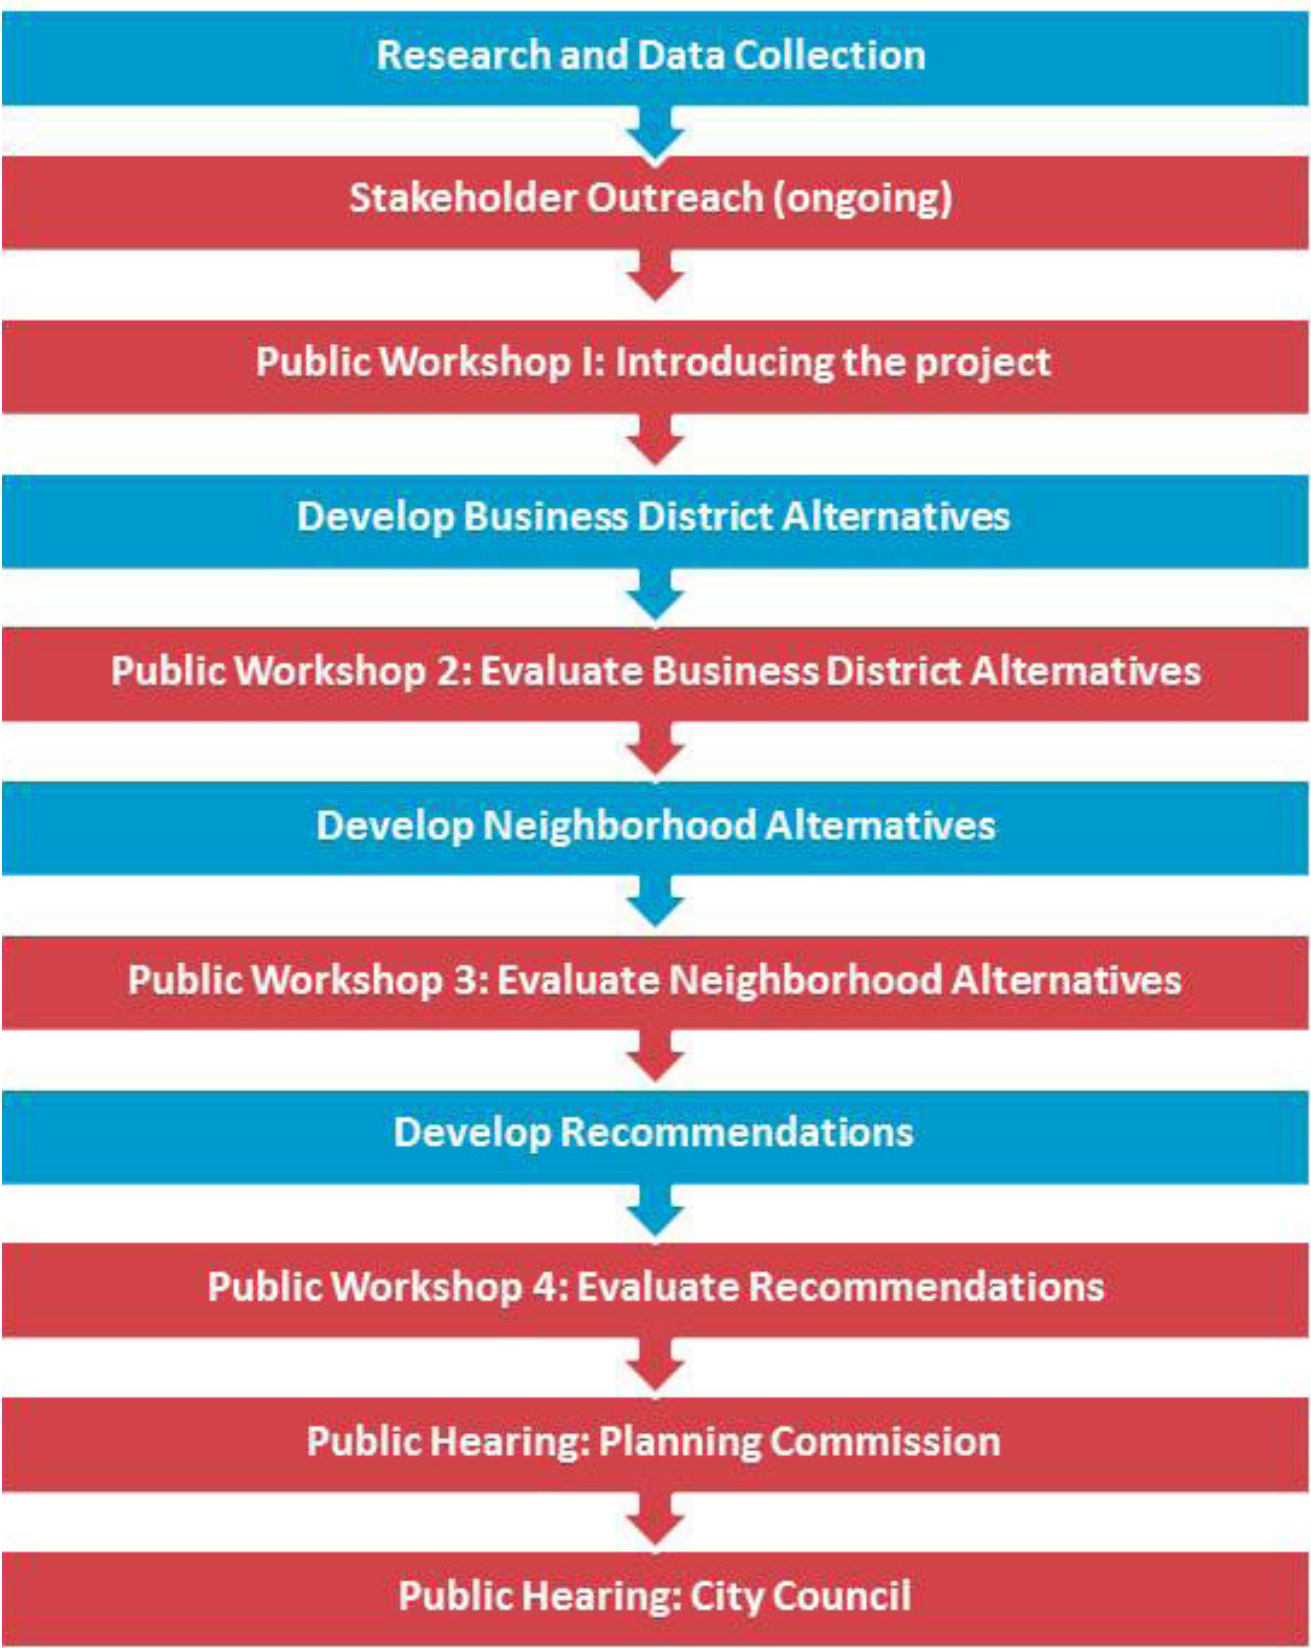 Research and Data Collection
Stakeholder Outreach (ongoing)
Public Workshop I: Introducing the project
Develop Business District Alternatives
Public Workshop 2: Evaluate Business District Alternatives
Develop Neighborhood Alternatives
Public Workshop 3: Evaluate Neighborhood Alternatives
Develop Recommendations
Public Workshop 4: Evaluate Recommendations
Public Hearing: Planning Commission
Public Hearing: City Council